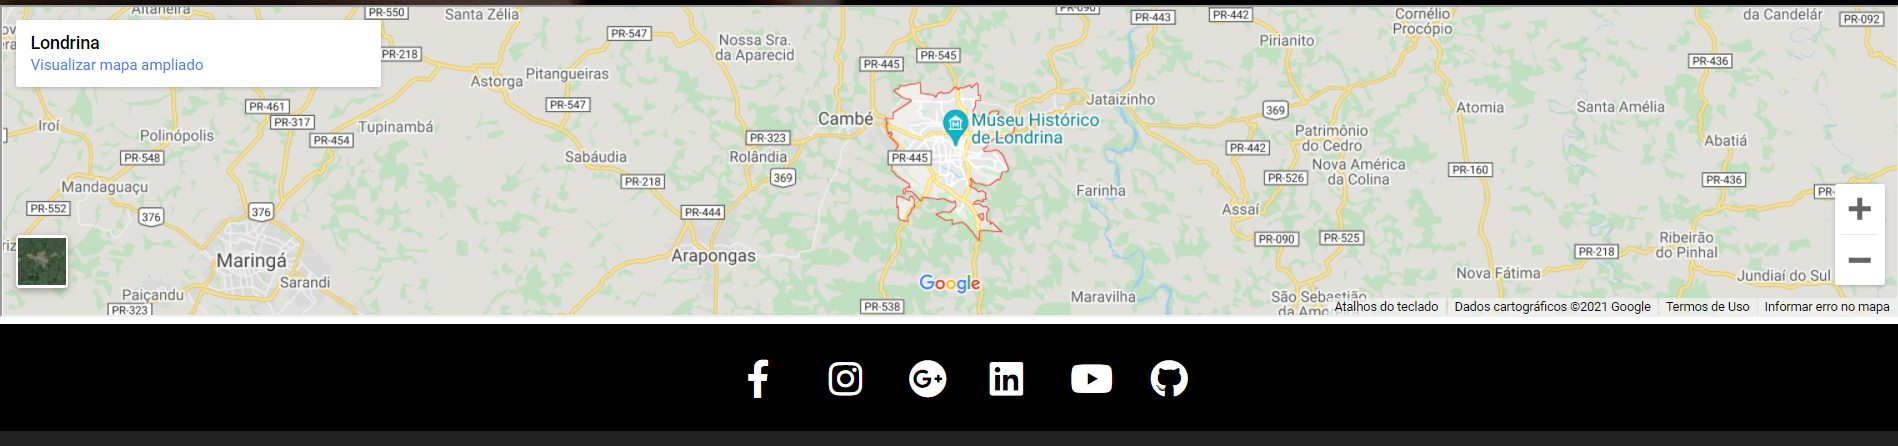 Londrina
Visualizar mapa ampliado
Altaneira
PR-550
Santa Zélia
PR-547
PR-218
Nossa Sra.
da Aparecid
PR-545
PR-445
PR-090
PR-443
PR-442
Pirianito
Cornélio
Procópio
da Candelár
PR-092
PR-436
Astorga
Pitangueiras
PR-547
PR-461
PR-317
PR-454
Tupinambá
Iroí
Polinópolis
PR-548
Cambé
PR-323
Rolândia
369
Sabáudia
PR-218
Museu Histórico
de Londrina
PR-445
Jataizinho
369
Patrimônio
do Cedro
PR-442
Nova América
da Colina
PR-526
Atomia
Santa Amélia
Abatiá
PR-160
PR-436
PR-
Mandaguaçu
PR-552
376
376
PR-444
Farinha
Assaí
PR-090
PR-525
PR-218
Ribeirão
do Pinhal
Maringá
Sarandi
Arapongas
Nova Fátima
Jundiaí do Sul
Paiçandu
PR-323
Google
PR-538
Maravilha
São Sebastião
da Amo
Atalhos do teclado
Dados cartográficos ©2021 Google
Termos de Uso
Informar erro no mapa